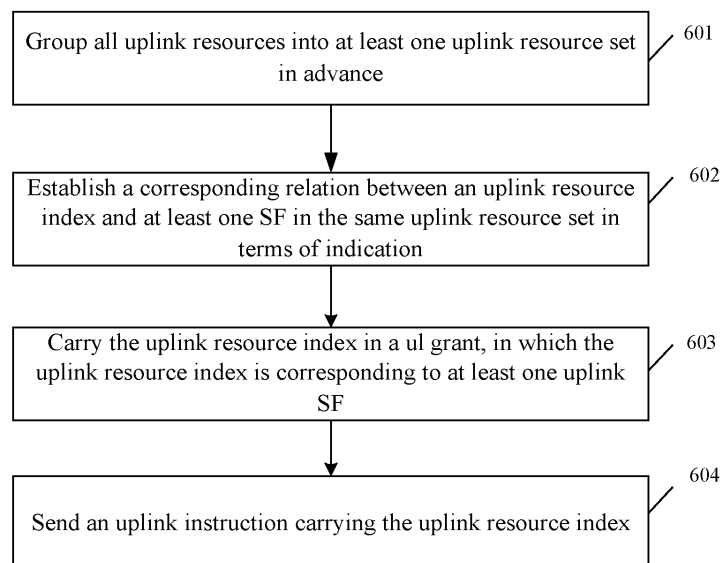 Group all uplink resources into at least one uplink resource set
in advance
601
Establish a corresponding relation between an uplink resource
index and at least one SF in the same uplink resource set in
terms of indication
602
Carry the uplink resource index in a ul grant, in which the
uplink resource index is corresponding to at least one uplink
SF
603
Send an uplink instruction carrying the uplink resource index
604